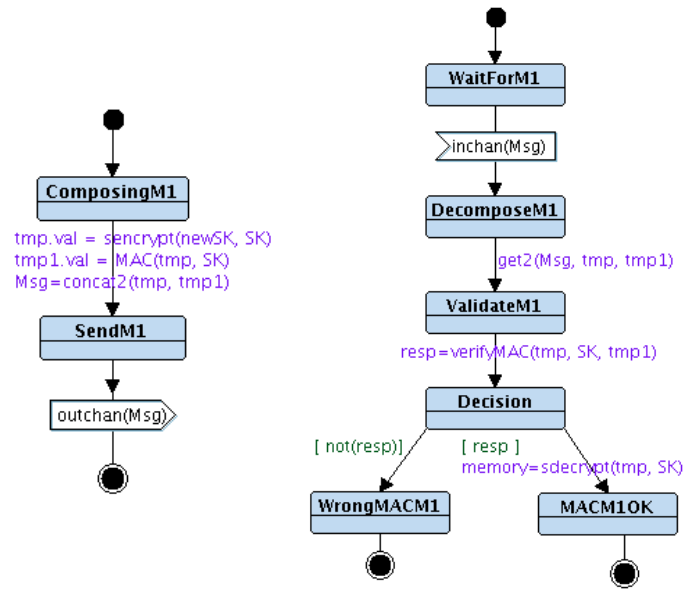 ComposingM1
tmp.val = sencrypt(newSK, SK)
tmp1.val = MAC(tmp, SK)
Msg=concat2(tmp, tmp1)
SendM1
outchan(Msg)
WaitForM1
inchan(Msg)
DecomposeM1
get2(Msg, tmp, tmp1)
ValidateM1
resp=verifyMAC(tmp, SK, tmp1)
Decision
[ not(resp)]
[ resp ]
memory=sdecrypt(tmp, SK)
WrongMACM1
MACM1OK